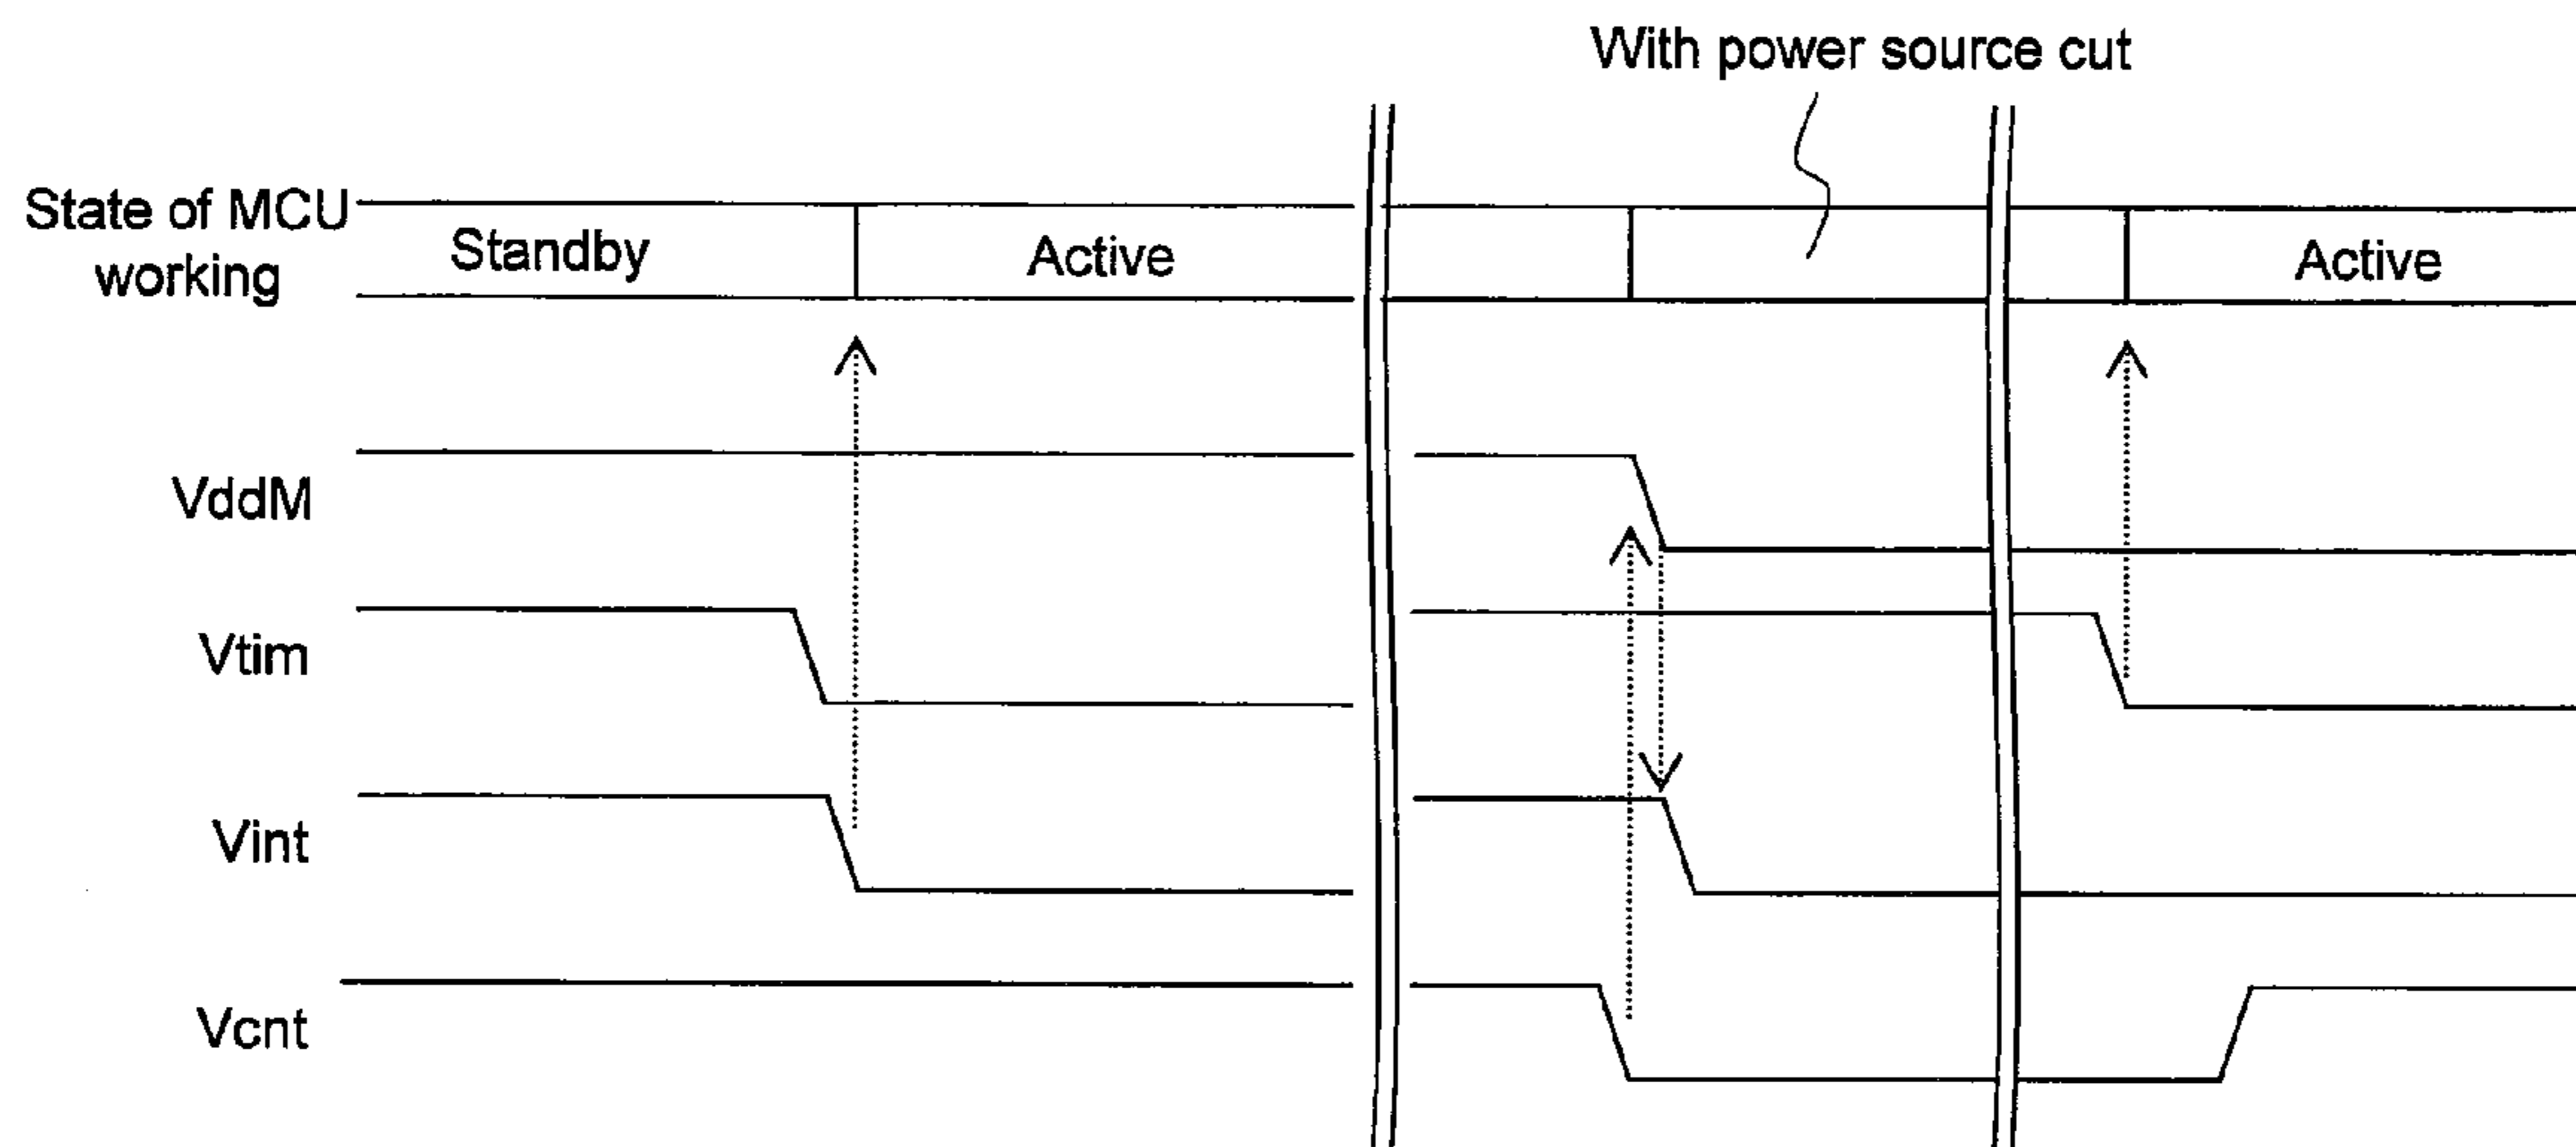 With power source cut
State of MCU
working
Standby
Active
Active
VddM
Vtim
Vint
Vcnt